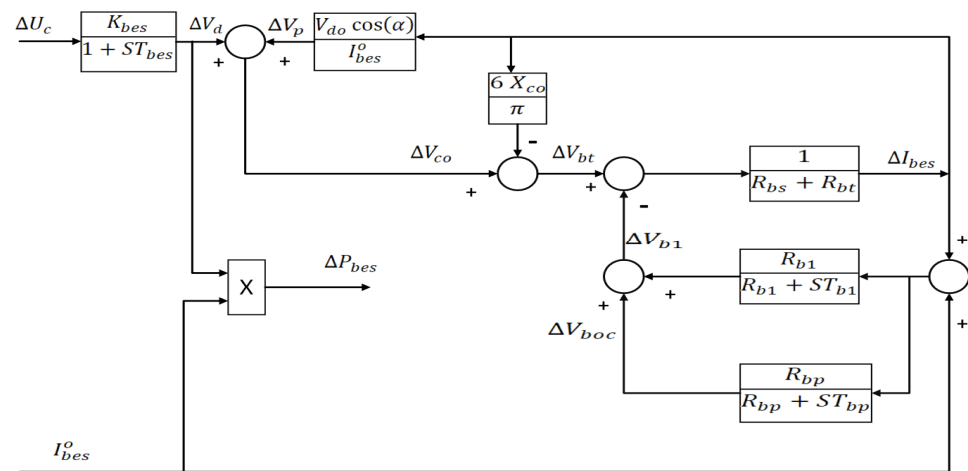 ΔU_c
K_bes
1 + ST_bes
ΔV_d
ΔV_p
V_do cos(α)
I^o_bes
+
+
6 X_co
π
-
ΔV_co
+
ΔV_bt
+
-
1
R_bs + R_bt
ΔI_bes
ΔV_b1
+
X
ΔP_bes
R_b1
R_b1 + ST_b1
+
+
+
ΔV_boc
R_bp
R_bp + ST_bp
I^o_bes